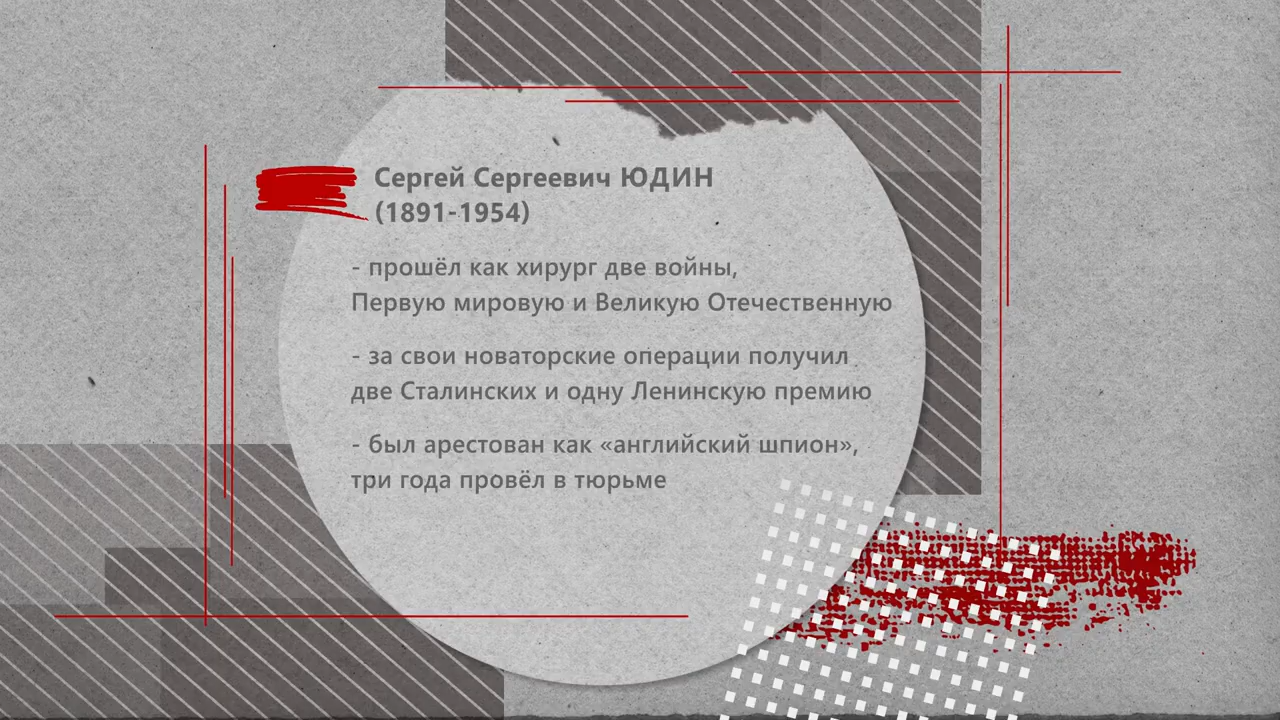 Сергей Сергеевич ЮДИН
(1891-1954)
- прошёл как хирург две войны,
Первую мировую и Великую Отечественную
- за свои новаторские операции получил
две Сталинских и одну Ленинскую премию
- был арестован как «английский шпион»,
три года провёл в тюрьме